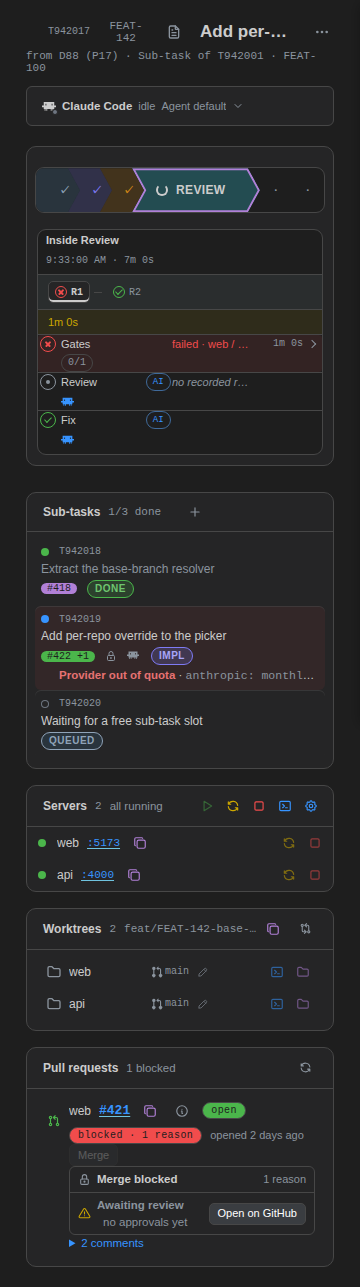 T942017 FEAT-142 Add per-…
from D88 (P17) · Sub-task of T942001 · FEAT-100
Claude Code idle Agent default
REVIEW
Inside Review
9:33:00 AM · 7m 0s
R1 R2
1m 0s
Gates failed · web / … 1m 0s
0/1
Review AI no recorded r…
Fix AI
Sub-tasks 1/3 done
T942018
Extract the base-branch resolver
#418 DONE
T942019
Add per-repo override to the picker
#422 +1 IMPL
Provider out of quota · anthropic: monthl…
T942020
Waiting for a free sub-task slot
QUEUED
Servers 2 all running
web :5173
api :4000
Worktrees 2 feat/FEAT-142-base-…
web main
api main
Pull requests 1 blocked
web #421 open
blocked · 1 reason opened 2 days ago
Merge
Merge blocked 1 reason
Awaiting review
no approvals yet
Open on GitHub
2 comments